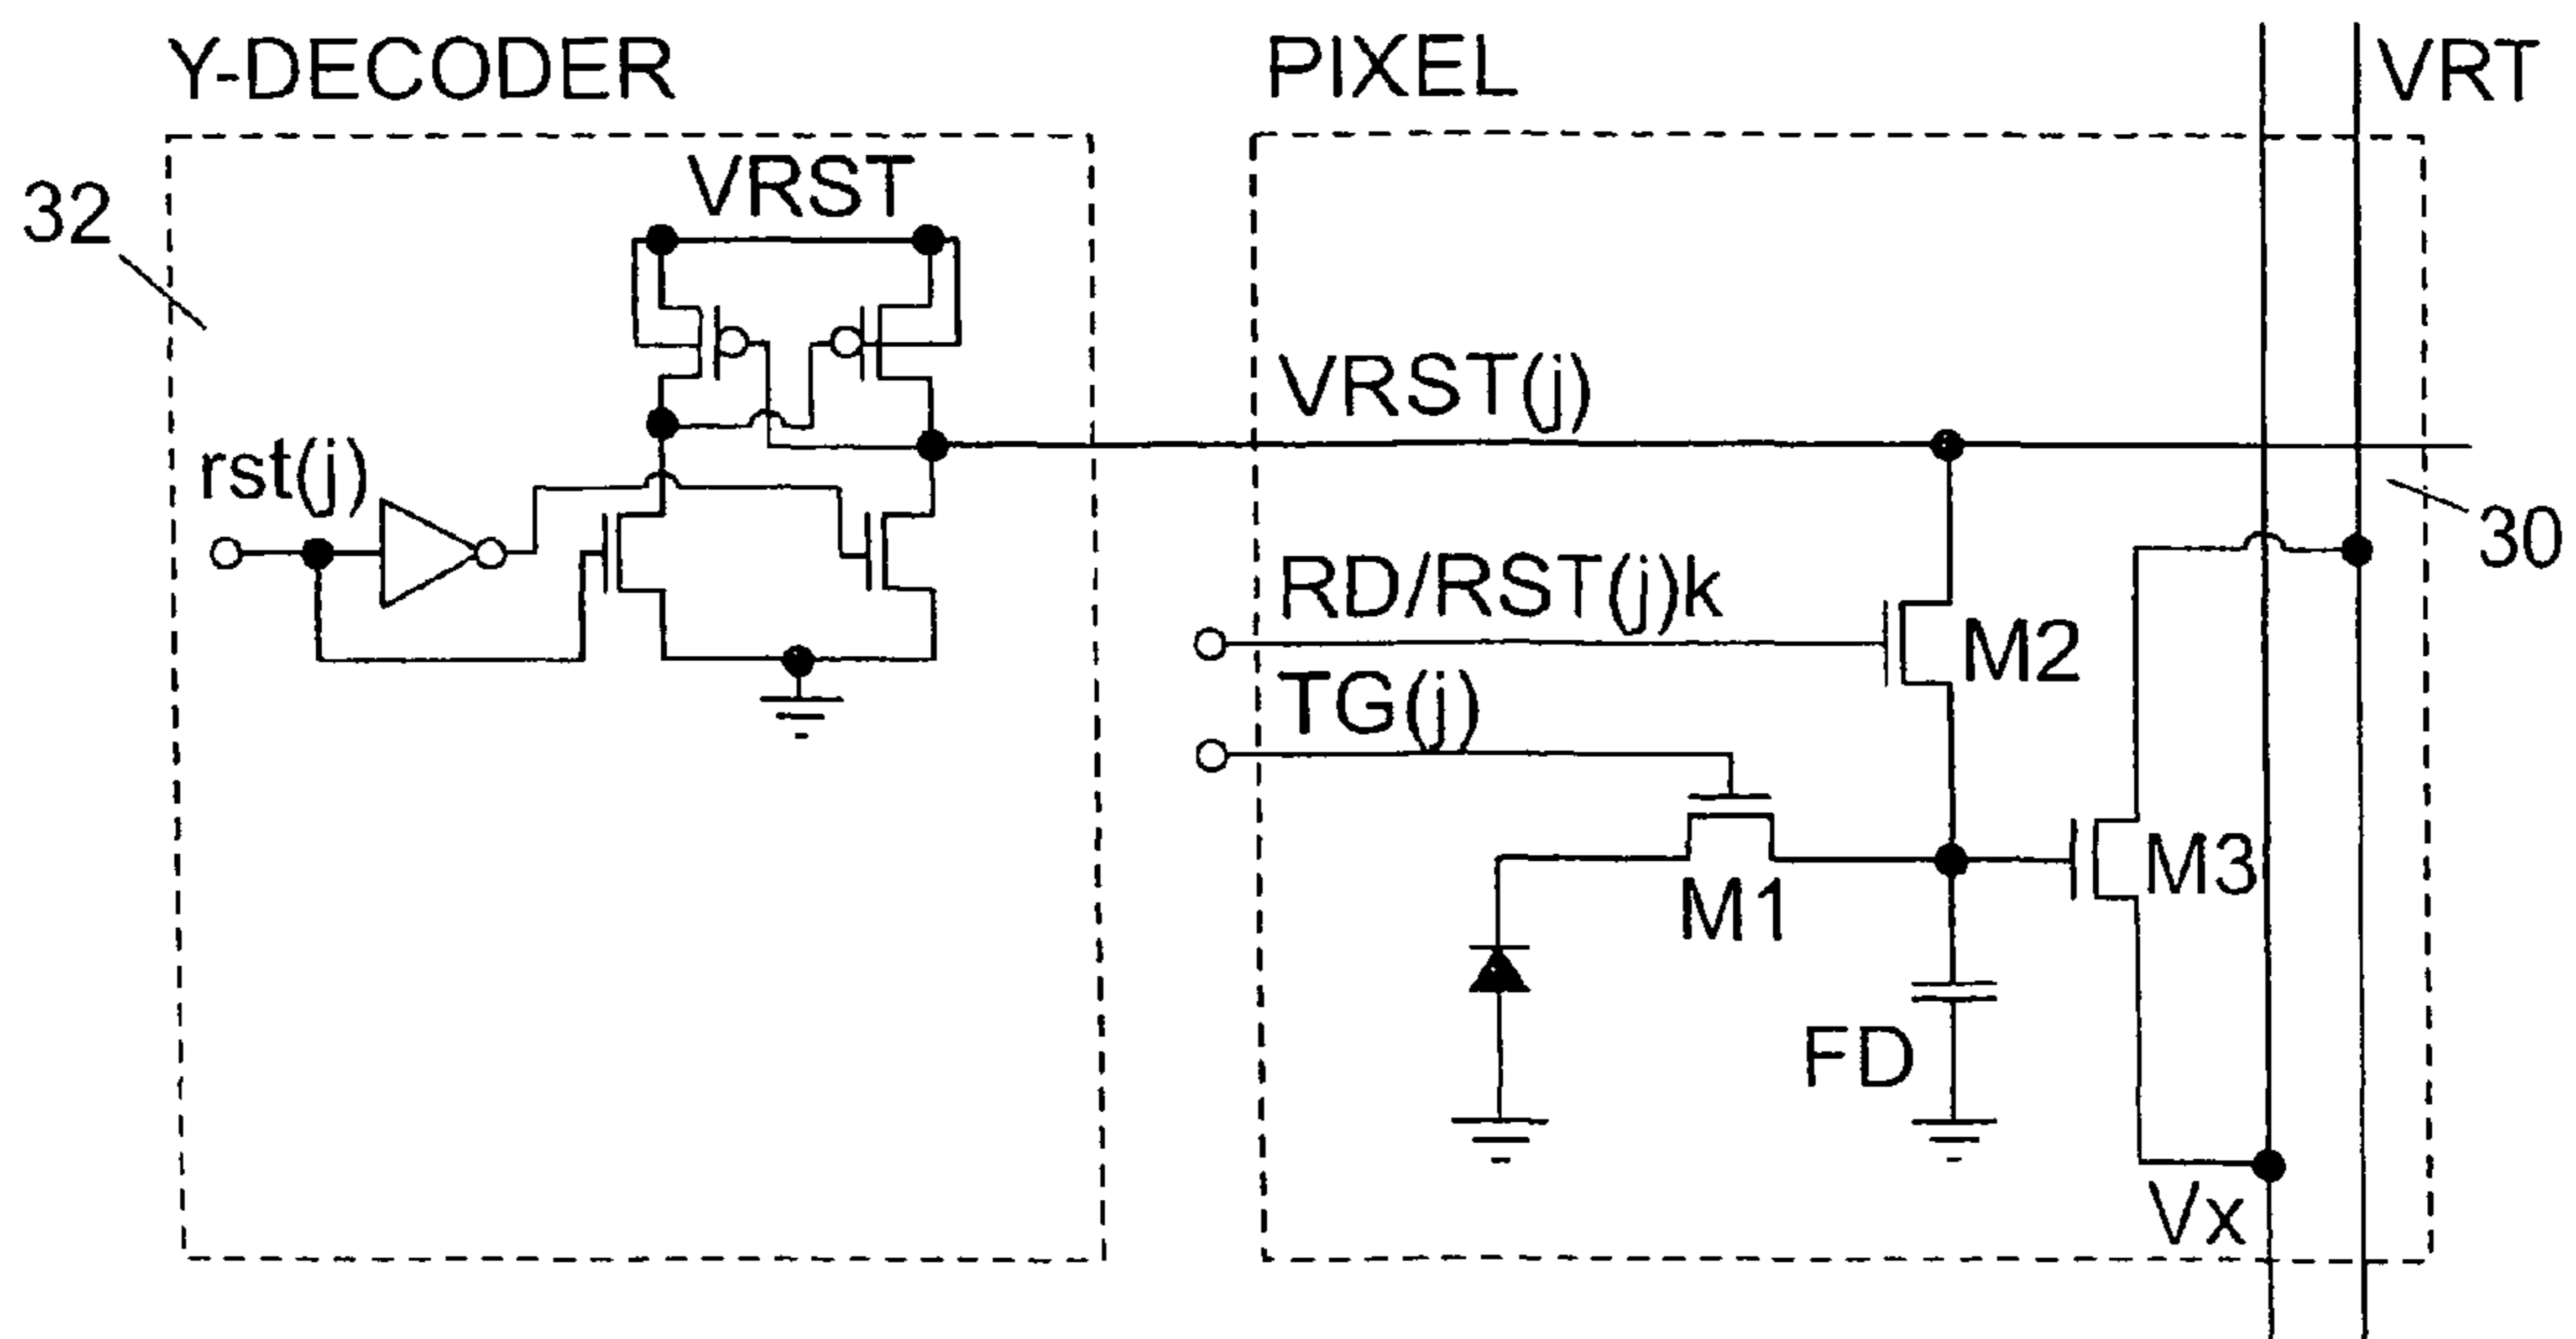 Y-DECODER
PIXEL
VRT
VRST
32
VRST(j)
rst(j)
30
RD/RST(j)k
M2
TG(j)
M3
M1
FD
Vx